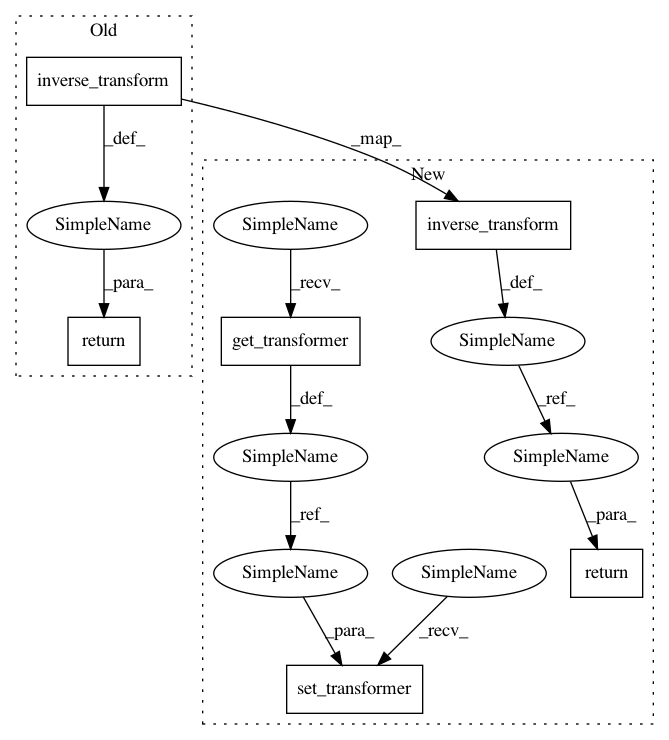 Old
inverse_transform
_def_
_map_
New
SimpleName
SimpleName
inverse_transform
_para_
_recv_
_def_
return
get_transformer
SimpleName
_def_
_ref_
SimpleName
SimpleName
_ref_
_para_
SimpleName
SimpleName
return
_para_
_recv_
set_transformer